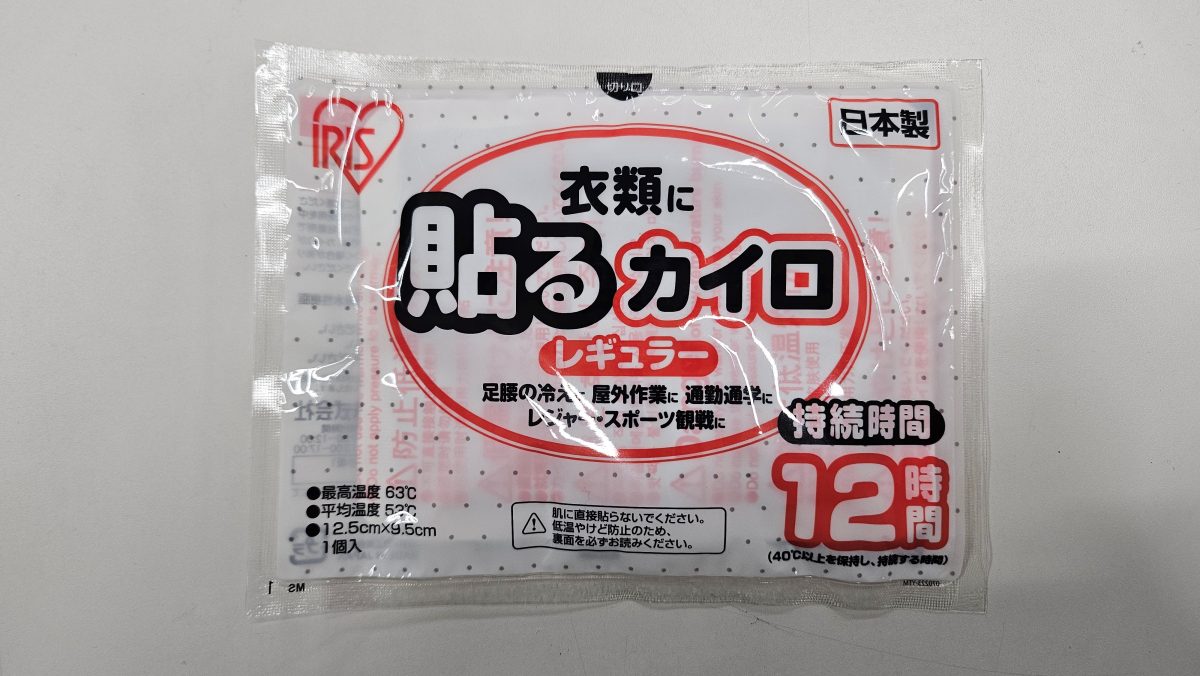 切り口
IRIS
日本製
衣類に
貼るカイロ
レギュラー
足腰の冷えに 屋外作業に 通勤通学に
レジャー・スポーツ観戦に
持続時間
12時間
(40℃以上を保持し、持続する時間)
●最高温度 63℃
●平均温度 53℃
●12.5cm×9.5cm
1個入
肌に直接貼らないでください。
低温やけど防止のため、
裏面を必ずお読みください。
MS 1